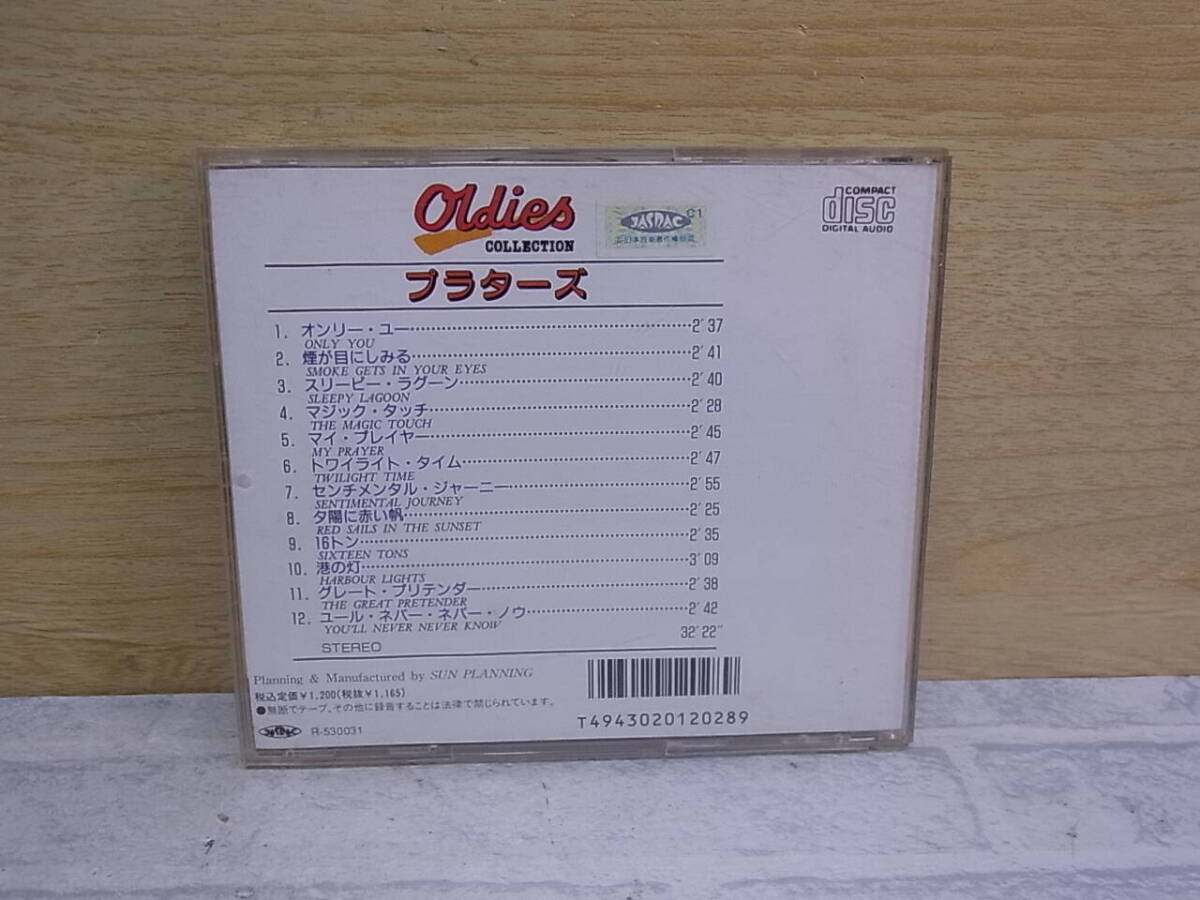 Oldies
COLLECTION
JASRAC C1
COMPACT
disc
DIGITAL AUDIO
プラターズ
1. オンリー・ユー 2'37
ONLY YOU
2. 煙が目にしみる 2'41
SMOKE GETS IN YOUR EYES
3. スリーピー・ラグーン 2'40
SLEEPY LAGOON
4. マジック・タッチ 2'28
THE MAGIC TOUCH
5. マイ・プレイヤー 2'45
MY PRAYER
6. トワイライト・タイム 2'47
TWILIGHT TIME
7. センチメンタル・ジャーニー 2'55
SENTIMENTAL JOURNEY
8. 夕陽に赤い帆 2'25
RED SAILS IN THE SUNSET
9. 16トン 2'35
SIXTEEN TONS
10. 港の灯 3'09
HARBOUR LIGHTS
11. グレート・プリテンダー 2'38
THE GREAT PRETENDER
12. ユール・ネバー・ネバー・ノウ 2'42
YOU'LL NEVER NEVER KNOW
32'22"
STEREO
Planning & Manufactured by SUN PLANNING
税込定価¥1,200(税抜¥1,165)
●無断でテープ、その他に録音することは法律で禁じられています。
JASRAC R-530031
T4943020120289